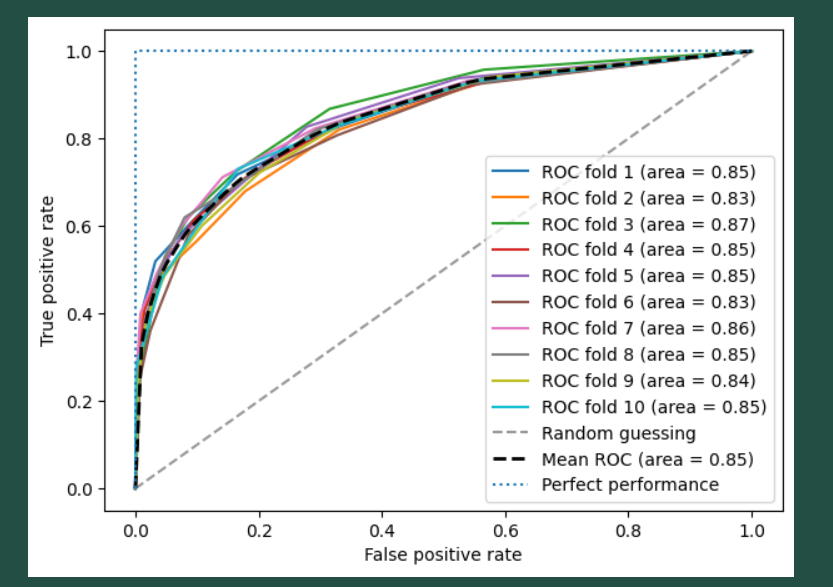 1.0
0.8
0.6
0.4
0.2
0.0
True positive rate
0.0 0.2 0.4 0.6 0.8 1.0
False positive rate
ROC fold 1 (area = 0.85)
ROC fold 2 (area = 0.83)
ROC fold 3 (area = 0.87)
ROC fold 4 (area = 0.85)
ROC fold 5 (area = 0.85)
ROC fold 6 (area = 0.83)
ROC fold 7 (area = 0.86)
ROC fold 8 (area = 0.85)
ROC fold 9 (area = 0.84)
ROC fold 10 (area = 0.85)
Random guessing
Mean ROC (area = 0.85)
Perfect performance